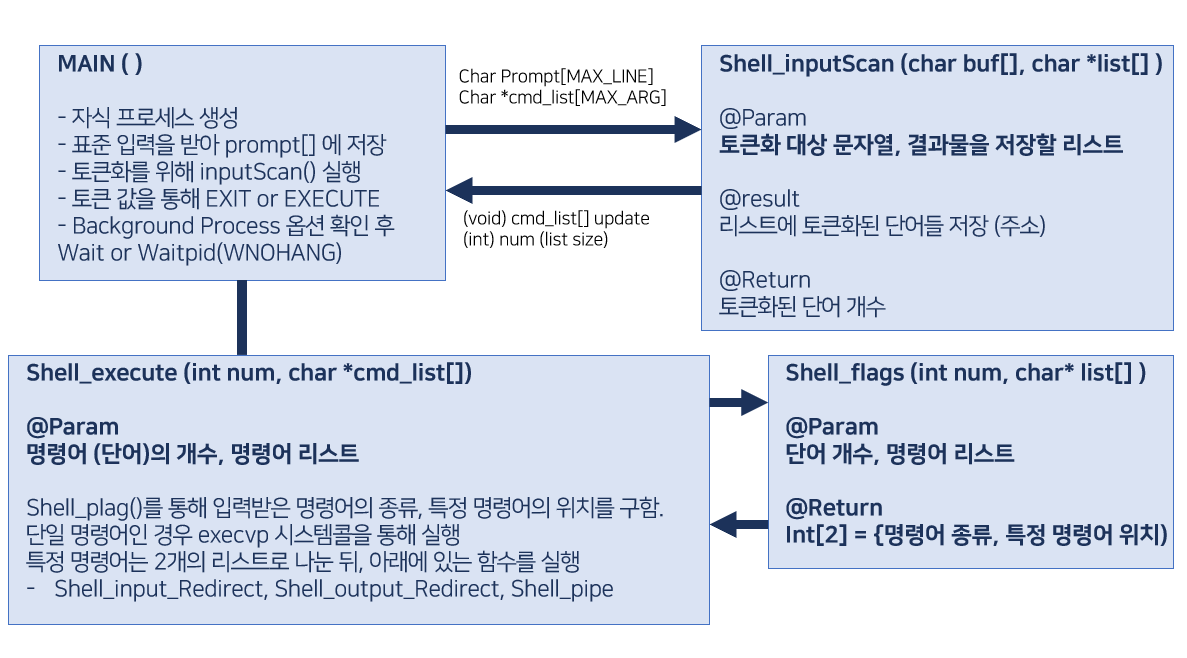 MAIN ( )
- 자식 프로세스 생성
- 표준 입력을 받아 prompt[] 에 저장
- 토큰화를 위해 inputScan() 실행
- 토큰 값을 통해 EXIT or EXECUTE
- Background Process 옵션 확인 후
Wait or Waitpid(WNOHANG)
Char Prompt[MAX_LINE]
Char *cmd_list[MAX_ARG]
(void) cmd_list[] update
(int) num (list size)
Shell_inputScan (char buf[], char *list[] )
@Param
토큰화 대상 문자열, 결과물을 저장할 리스트
@result
리스트에 토큰화된 단어들 저장 (주소)
@Return
토큰화된 단어 개수
Shell_execute (int num, char *cmd_list[])
@Param
명령어 (단어)의 개수, 명령어 리스트
Shell_plag()를 통해 입력받은 명령어의 종류, 특정 명령어의 위치를 구함.
단일 명령어인 경우 execvp 시스템콜을 통해 실행
특정 명령어는 2개의 리스트로 나눈 뒤, 아래에 있는 함수를 실행
- Shell_input_Redirect, Shell_output_Redirect, Shell_pipe
Shell_flags (int num, char* list[] )
@Param
단어 개수, 명령어 리스트
@Return
Int[2] = {명령어 종류, 특정 명령어 위치)